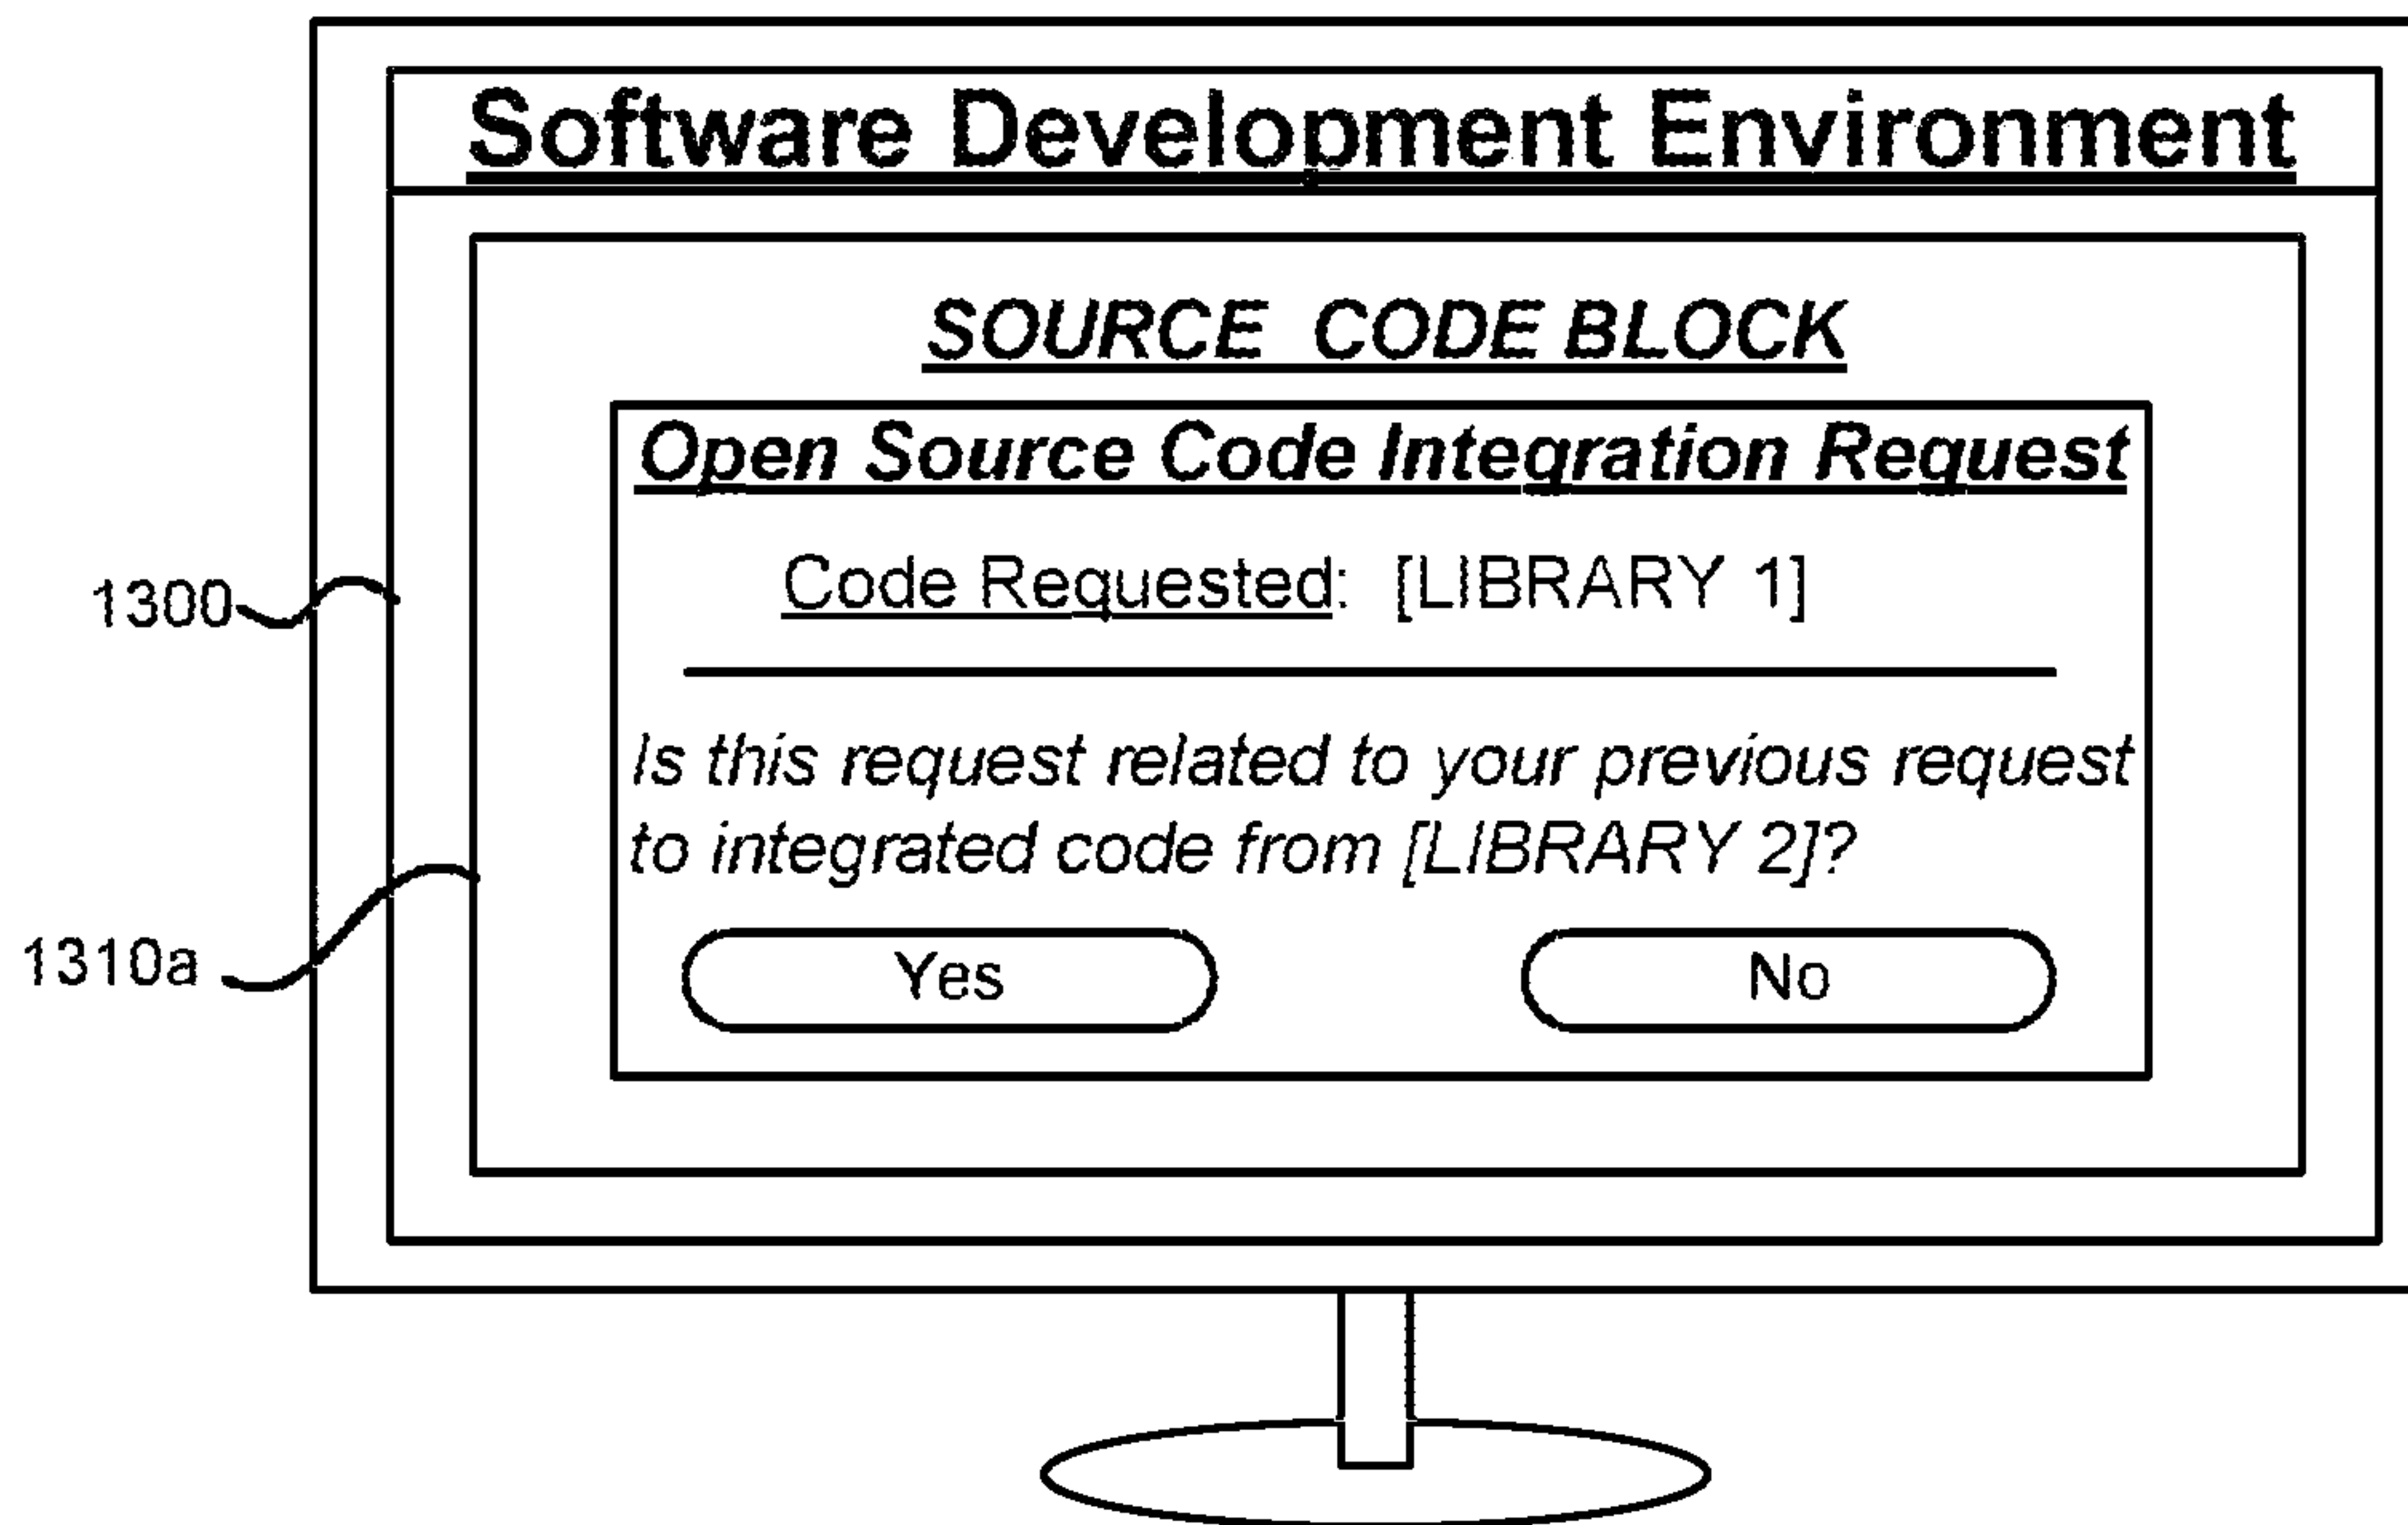 Software Development Environment
SOURCE CODE BLOCK
Open Source Code Integration Request
Code Requested: [LIBRARY 1]
1300
Is this request related to your previous request
to integrated code from [LIBRARY 2]?
1310a
Yes
No